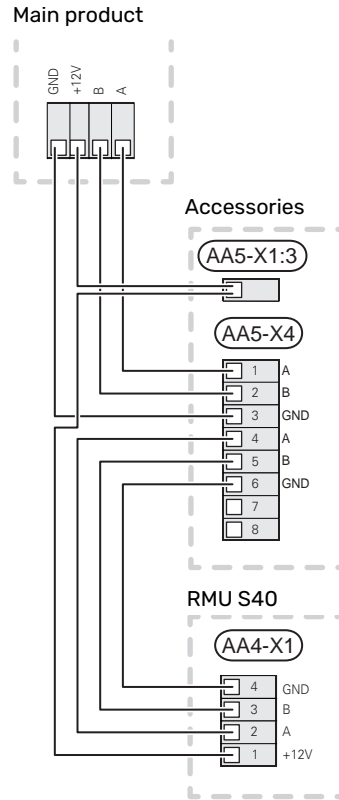 Main product
GND
+12V
B
A
Accessories
AA5-X1:3
AA5-X4
1 A
2 B
3 GND
4 A
5 B
6 GND
7
8
RMU S40
AA4-X1
4 GND
3 B
2 A
1 +12V